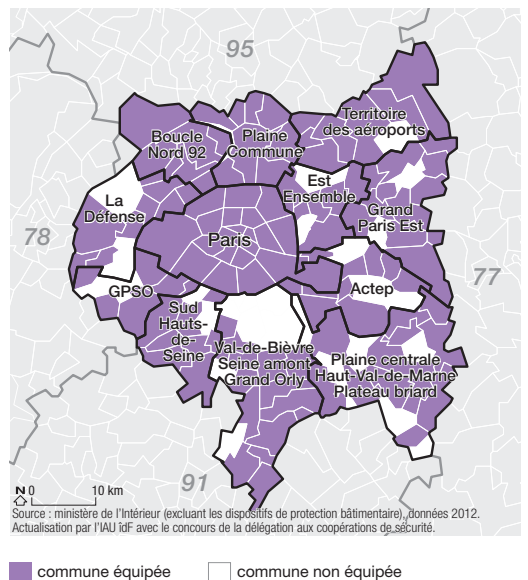 95
Territoire
des aéroports
Boucle
Nord 92
Plaine
Commune
Est
Ensemble
La
Défense
Grand
Paris Est
78
Paris
77
GPSO
Actep
Sud
Hauts-
de-
Seine
Val-de-Bièvre
Seine amont
Grand-Orly
Plaine centrale
Haut-Val-de-Marne
Plateau briard
91
N 0 10 km
Source : ministère de l'Intérieur (excluant les dispositifs de protection bâtimentaire), données 2012.
Actualisation par l'IAU îdF avec le concours de la délégation aux coopérations de sécurité.
commune équipée
commune non équipée